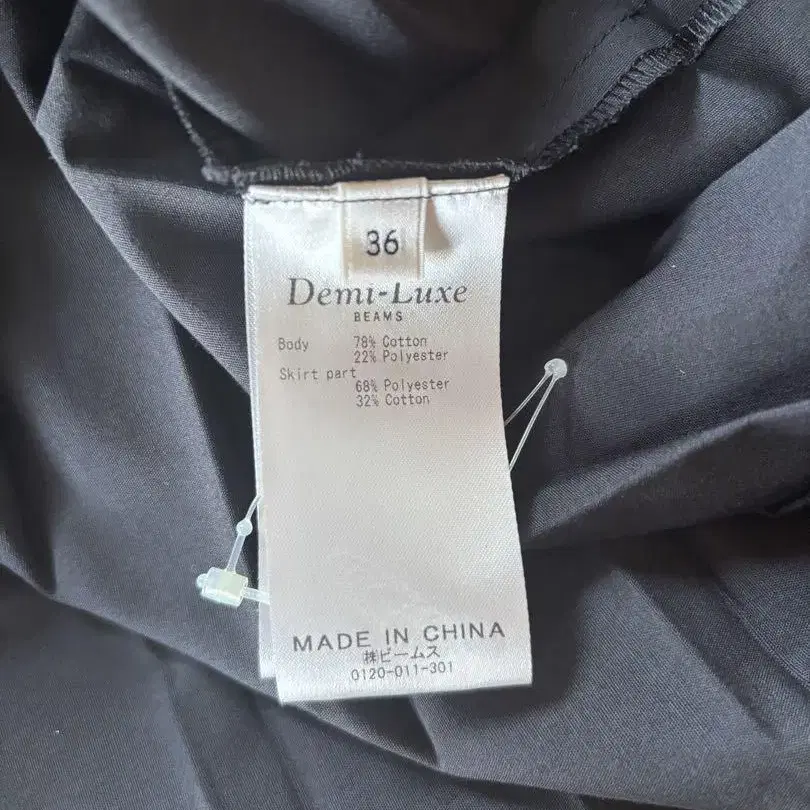 36
Demi-Luxe
BEAMS
Body 78% Cotton
22% Polyester
Skirt part
68% Polyester
32% Cotton
MADE IN CHINA
㈱ビームス
0120-011-301